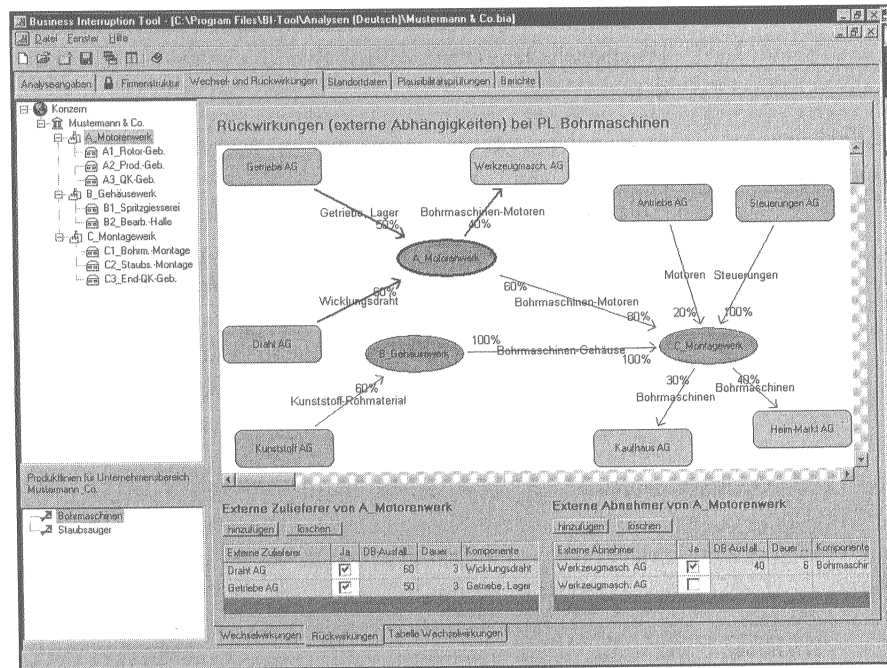 Business Interruption Tool - [C:\Program Files\BI-Tool\Analysen (Deutsch)\Mustermann & Co.bia]
Datei Fenster Hilfe
Analyseangaben Firmenstruktur Wechsel- und Rückwirkungen Standortdaten Plausibilitätsprüfungen Berichte
Konzern
Mustermann & Co.
A_Motorenwerk
A1_Rotor-Geb.
A2_Prod.-Geb.
A3_QK-Geb.
B_Gehäusewerk
B1_Spritzgiesserei
B2_Bearb.-Halle
C_Montagewerk
C1_Bohrm.-Montage
C2_Staubs.-Montage
C3_End-QK-Geb.
Produktlinien für Unternehmensbereich
Mustermann_Co.
Bohrmaschinen
Staubsauger
Rückwirkungen (externe Abhängigkeiten) bei PL Bohrmaschinen
Getriebe AG
Werkzeugmasch. AG
Antriebe AG
Steuerungen AG
Getriebe, Lager
50%
Bohrmaschinen-Motoren
40%
A_Motorenwerk
Motoren
Steuerungen
60%
Wicklungsdraht
60%
Bohrmaschinen-Motoren
80%
20%
100%
Draht AG
B_Gehäusewerk
100%
Bohrmaschinen-Gehäuse
100%
C_Montagewerk
60%
Kunststoff-Rohmaterial
30%
Bohrmaschinen
40%
Bohrmaschinen
Kunststoff AG
Kaufhaus AG
Heim-Markt AG
Externe Zulieferer von A_Motorenwerk
hinzufügen löschen
Externe Zulieferer Ja DB-Ausfall... Dauer ... Komponente
Draht AG 60 3 Wicklungsdraht
Getriebe AG 50 3 Getriebe, Lager
Externe Abnehmer von A_Motorenwerk
hinzufügen löschen
Externe Abnehmer Ja DB-Ausfall... Dauer ... Komponente
Werkzeugmasch. AG 40 6 Bohrmaschin
Werkzeugmasch. AG
Wechselwirkungen Rückwirkungen Tabelle Wechselwirkungen